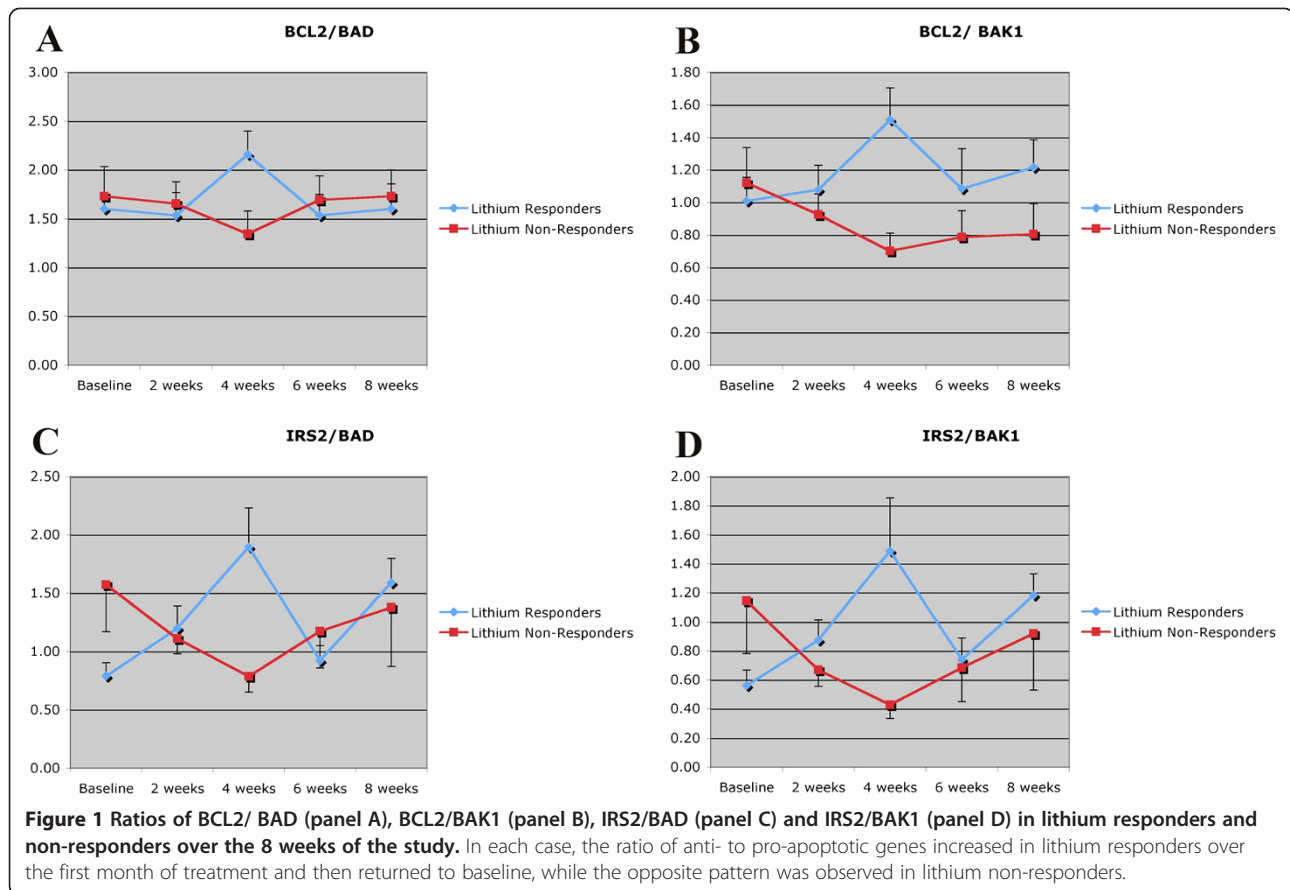 A
BCL2/BAD
3.00
2.50
2.00
1.50
1.00
0.50
0.00
Baseline 2 weeks 4 weeks 6 weeks 8 weeks
Lithium Responders
Lithium Non-Responders
B
BCL2/ BAK1
1.80
1.60
1.40
1.20
1.00
0.80
0.60
0.40
0.20
0.00
Baseline 2 weeks 4 weeks 6 weeks 8 weeks
Lithium Responders
Lithium Non-Responders
C
IRS2/BAD
2.50
2.00
1.50
1.00
0.50
0.00
Baseline 2 weeks 4 weeks 6 weeks 8 weeks
Lithium Responders
Lithium Non-Responders
D
IRS2/BAK1
2.00
1.80
1.60
1.40
1.20
1.00
0.80
0.60
0.40
0.20
0.00
Baseline 2 weeks 4 weeks 6 weeks 8 weeks
Lithium Responders
Lithium Non-Responders
Figure 1 Ratios of BCL2/ BAD (panel A), BCL2/BAK1 (panel B), IRS2/BAD (panel C) and IRS2/BAK1 (panel D) in lithium responders and
non-responders over the 8 weeks of the study. In each case, the ratio of anti- to pro-apoptotic genes increased in lithium responders over
the first month of treatment and then returned to baseline, while the opposite pattern was observed in lithium non-responders.